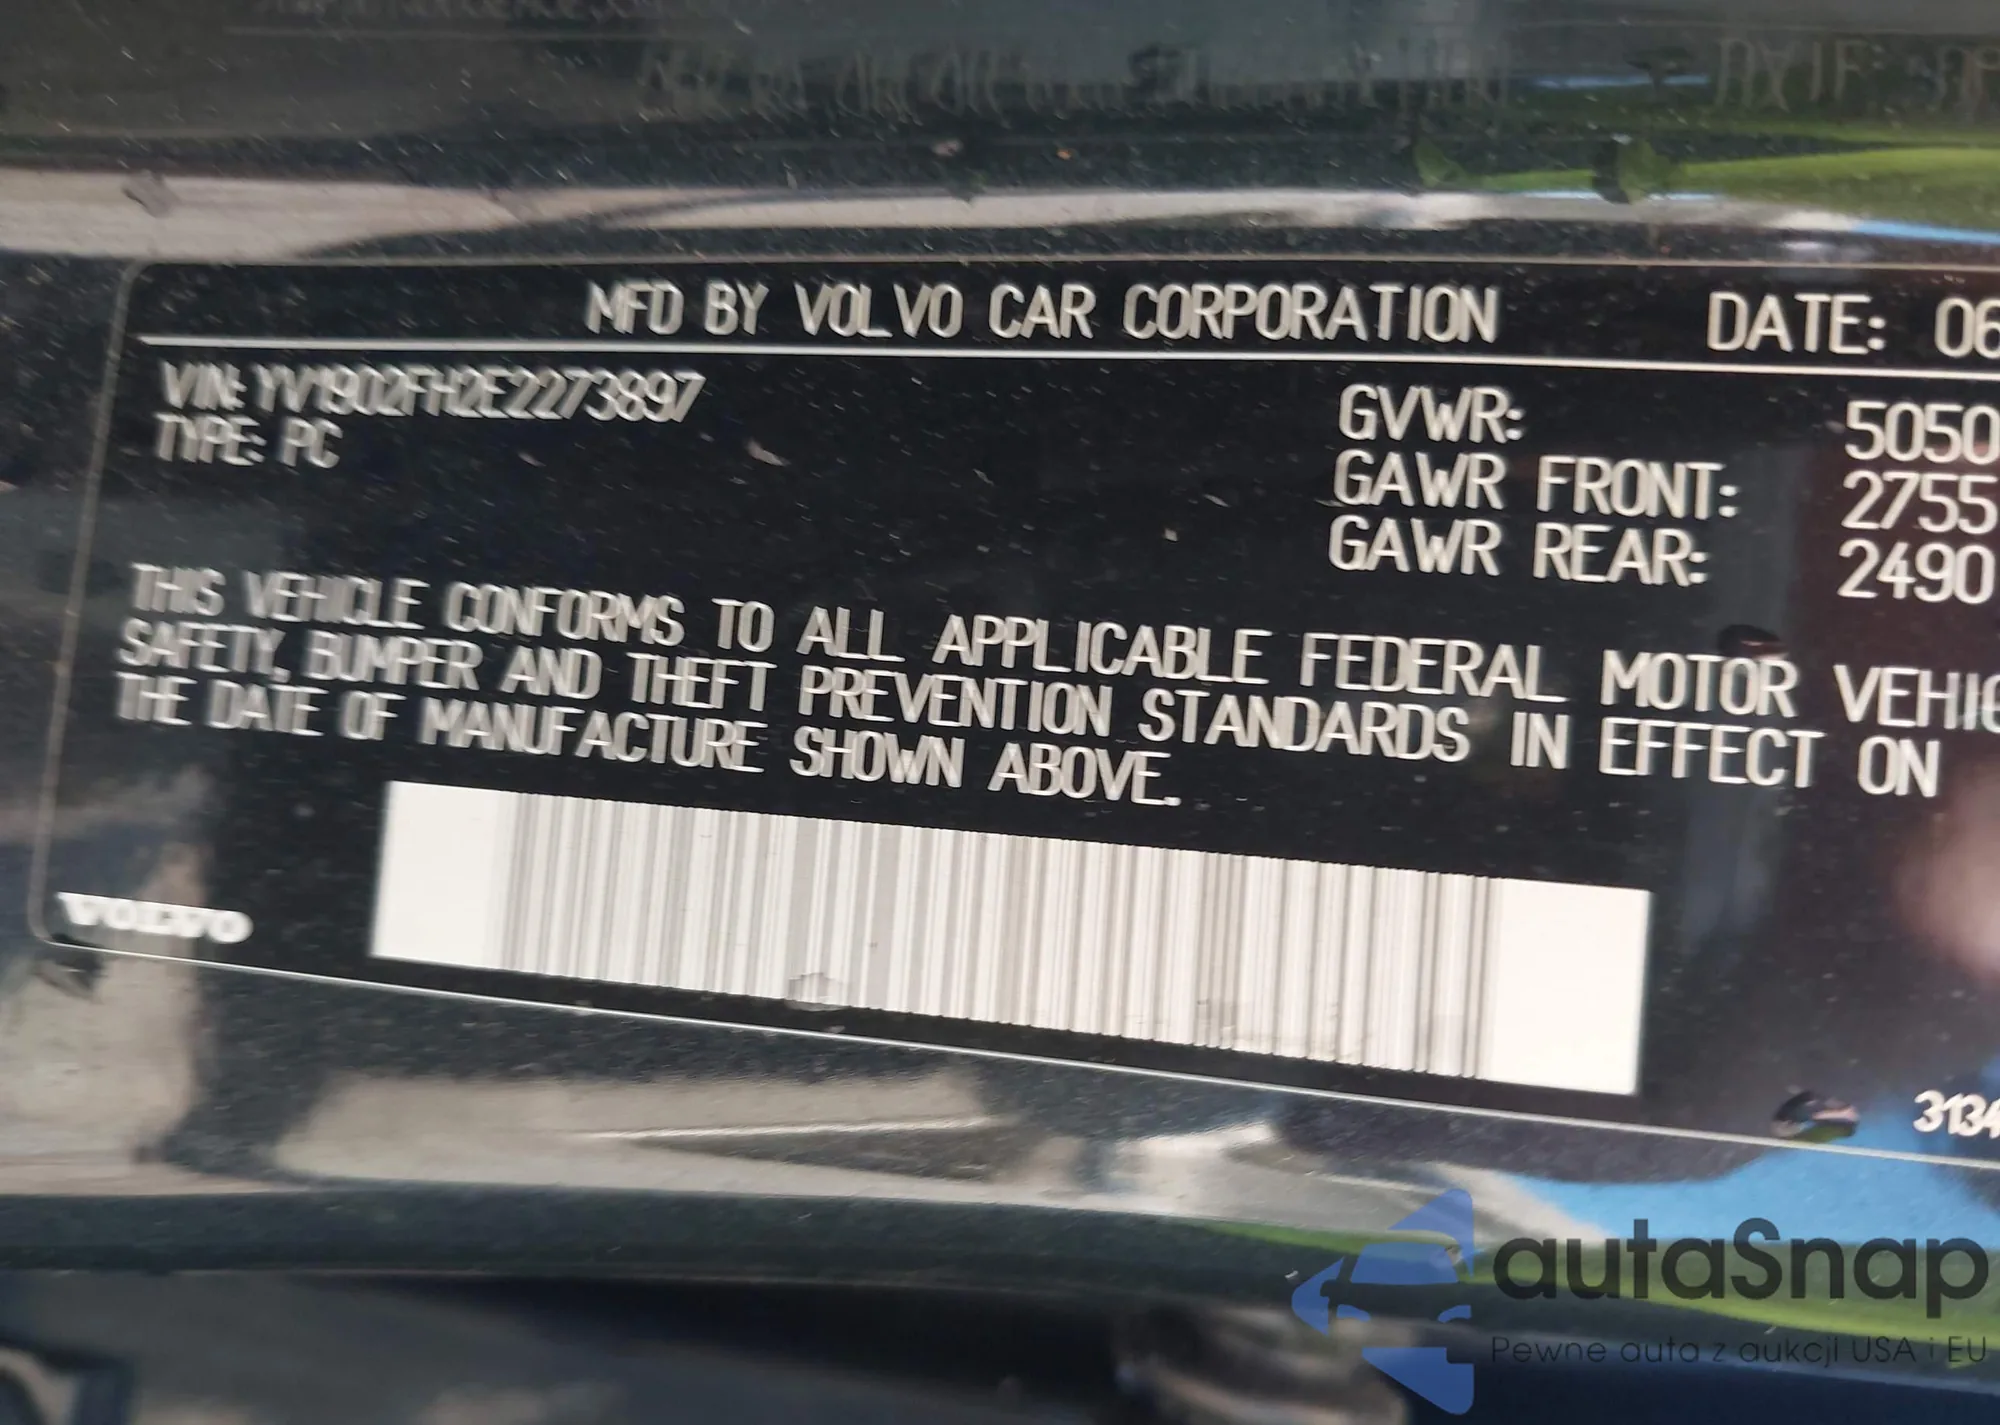 MFD BY VOLVO CAR CORPORATION DATE: 06
VIN: YV1902FH2E2273897
TYPE: PC
GVWR: 5050
GAWR FRONT: 2755
GAWR REAR: 2490
THIS VEHICLE CONFORMS TO ALL APPLICABLE FEDERAL MOTOR VEHIC
SAFETY, BUMPER AND THEFT PREVENTION STANDARDS IN EFFECT ON
THE DATE OF MANUFACTURE SHOWN ABOVE.
VOLVO
3134
autaSnap
Pewne auta z aukcji USA i EU